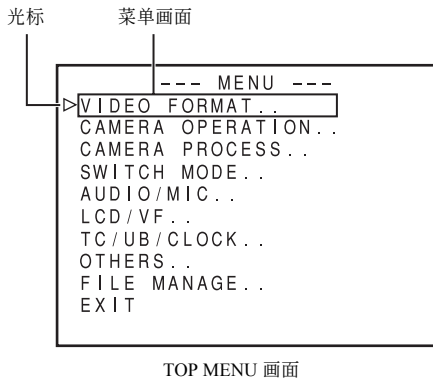 光标 菜单画面
--- MENU ---
VIDEO FORMAT..
CAMERA OPERATION..
CAMERA PROCESS..
SWITCH MODE..
AUDIO/MIC..
LCD/VF..
TC/UB/CLOCK..
OTHERS..
FILE MANAGE..
EXIT
TOP MENU 画面